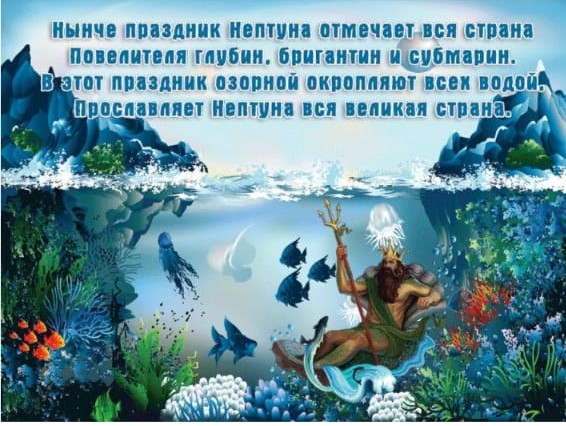 Нынче праздник Нептуна отмечает вся страна
Повелителя глубин, бригантин и субмарин.
В этот праздник озорной окропляют всех водой,
Прославляет Нептуна вся великая страна.